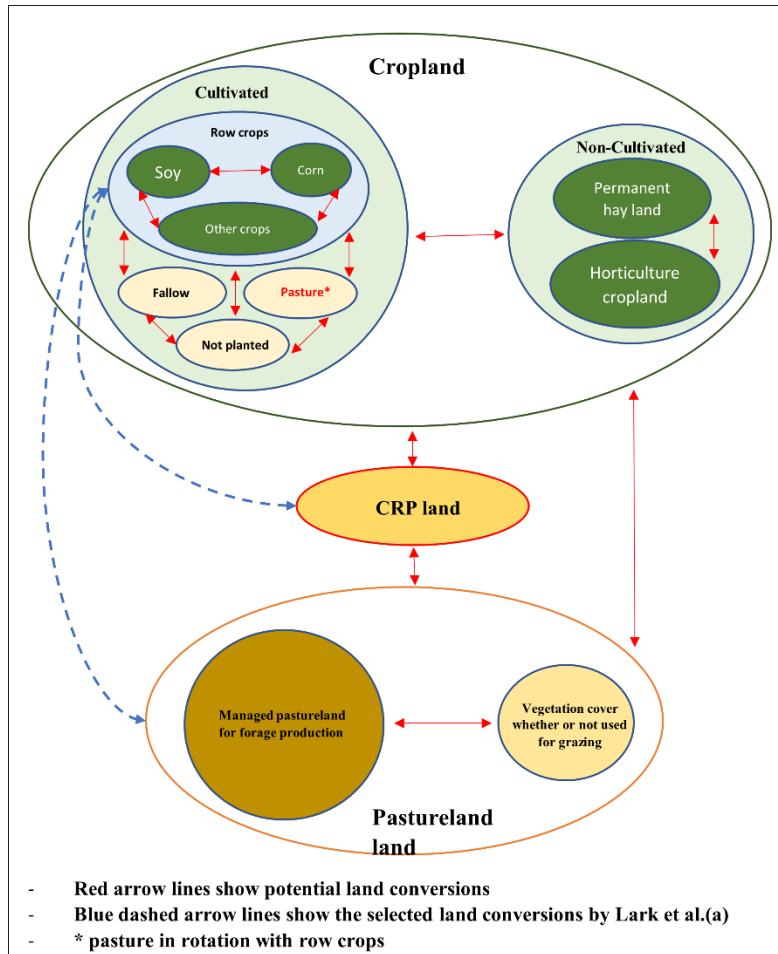 Cropland
Cultivated
Row crops
Soy
Corn
Other crops
Fallow
Pasture*
Not planted
Non-Cultivated
Permanent
hay land
Horticulture
cropland
CRP land
Managed pastureland
for forage production
Vegetation cover
whether or not used
for grazing
Pastureland
land
- Red arrow lines show potential land conversions
- Blue dashed arrow lines show the selected land conversions by Lark et al.(a)
- * pasture in rotation with row crops